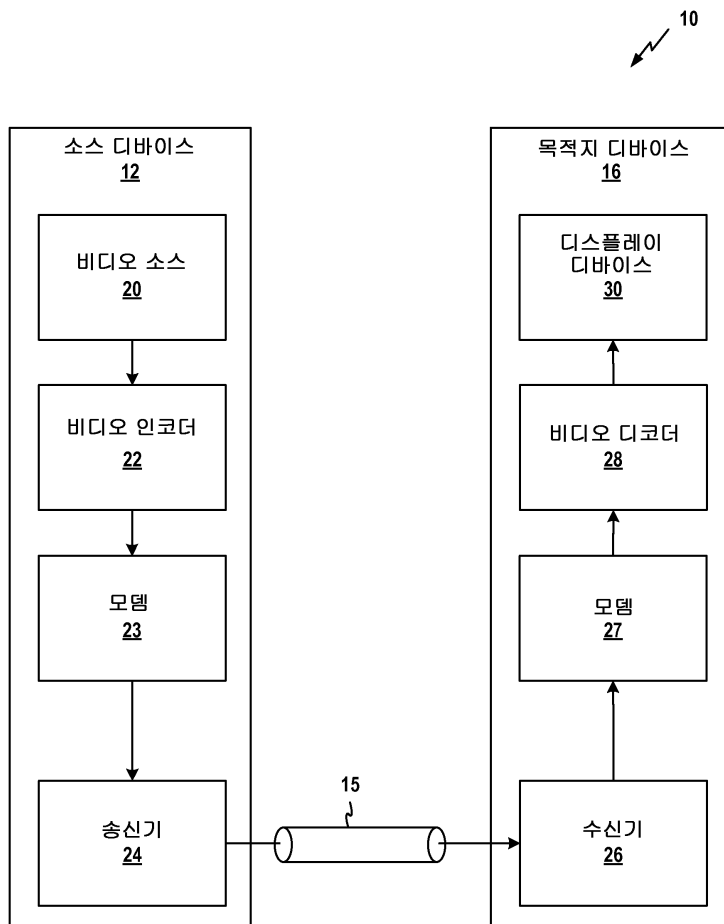 10
소스 디바이스
12
비디오 소스
20
비디오 인코더
22
모뎀
23
송신기
24
15
목적지 디바이스
16
디스플레이
디바이스
30
비디오 디코더
28
모뎀
27
수신기
26